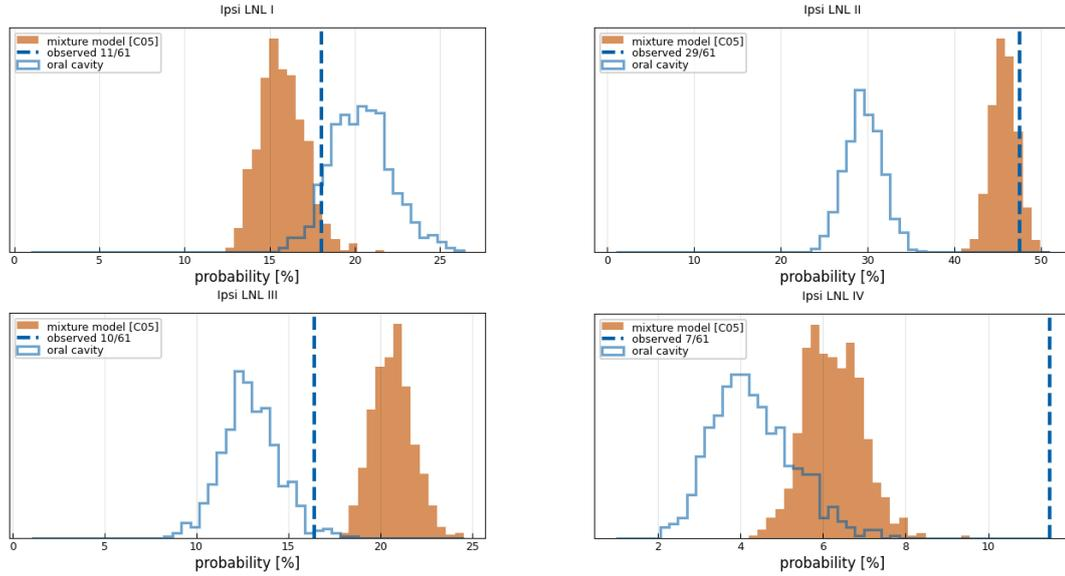 Ipsi LNL I
mixture model [C05]
observed 11/61
oral cavity
0 5 10 15 20 25
probability [%]
Ipsi LNL II
mixture model [C05]
observed 29/61
oral cavity
0 10 20 30 40 50
probability [%]
Ipsi LNL III
mixture model [C05]
observed 10/61
oral cavity
0 5 10 15 20 25
probability [%]
Ipsi LNL IV
mixture model [C05]
observed 7/61
oral cavity
2 4 6 8 10
probability [%]